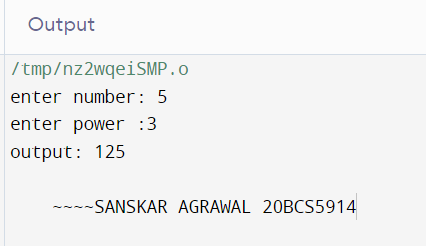 Output
/tmp/nz2wqeiSMP.o
enter number: 5
enter power :3
output: 125
~~~~SANSKAR AGRAWAL 20BCS5914